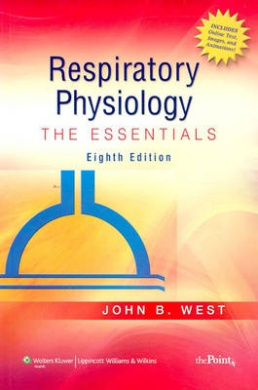 INCLUDES
Online Text,
Images, and
Animations!
Respiratory
Physiology
THE ESSENTIALS
Eighth Edition
JOHN B. WEST
Wolters Kluwer
Lippincott Williams & Wilkins
thePoint